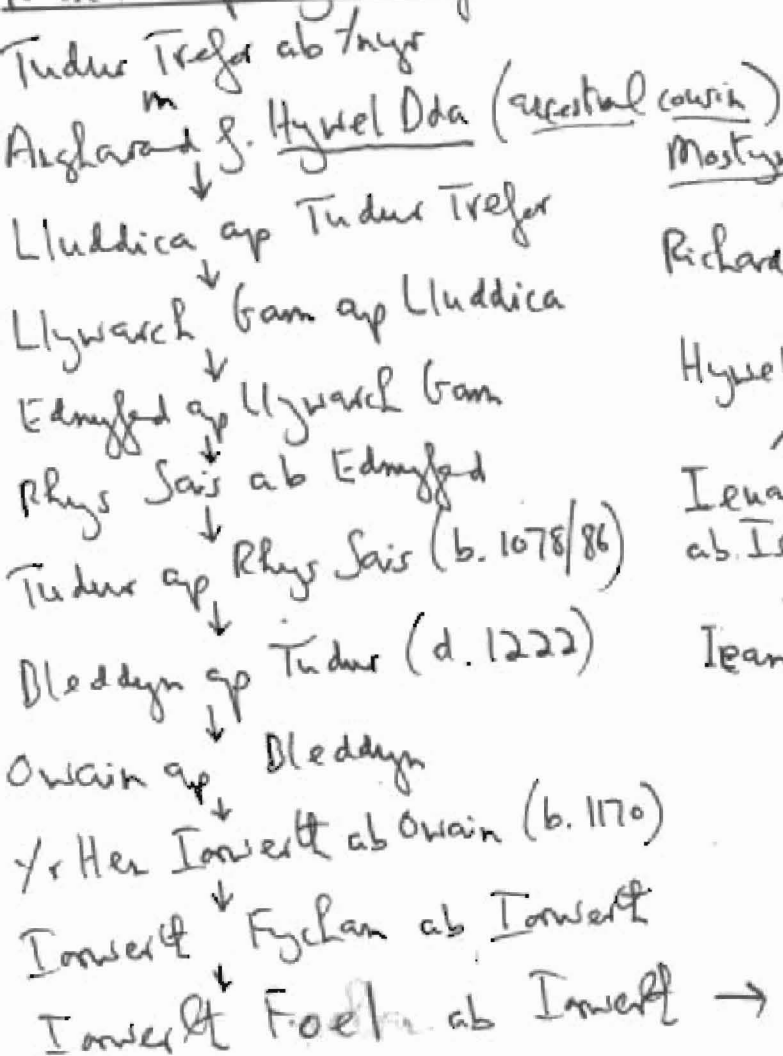 Tudur Trefor ab Ynyr
m
Angharad f. Hywel Dda (ancestral cousin)
↓
Lluddica ap Tudur Trefor
↓
Llywarch Gam ap Lluddica
↓
Ednyfed ap Llywarch Gam
↓
Rhys Sais ab Ednyfed
↓
Tudur ap Rhys Sais (b. 1078/86)
↓
Bleddyn ap Tudur (d. 1222)
↓
Owain ap Bleddyn
↓
Yr Hen Iorwerth ab Owain (b. 1170)
↓
Iorwerth Fychan ab Iorwerth
↓
Iorwerth Foel ab Iorwerth →
Mostyn
Richard
Hywel
Ieua
ab Is
Iean